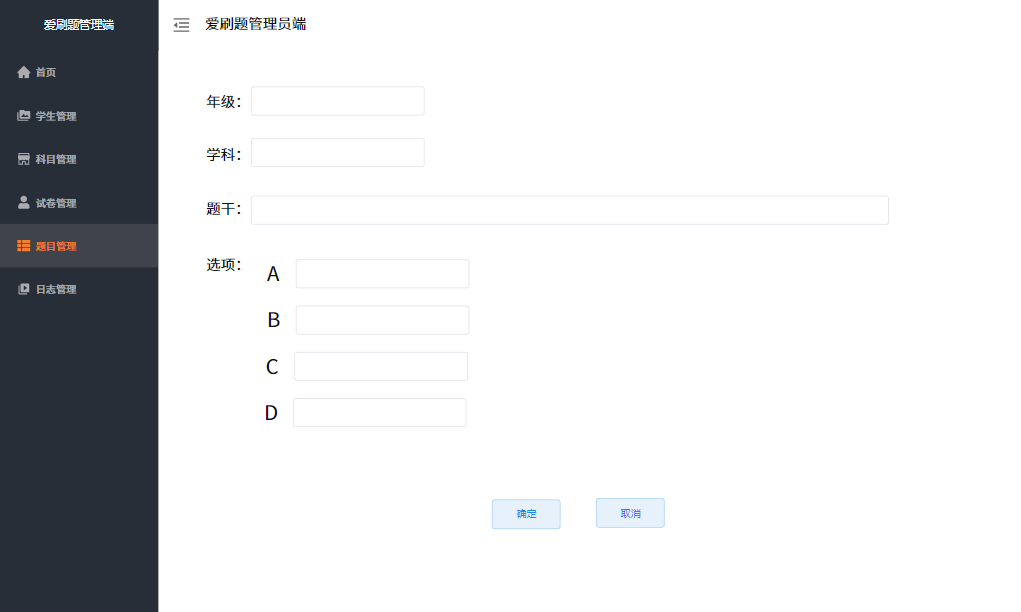 爱刷题管理端
爱刷题管理员端
首页
学生管理
科目管理
试卷管理
题目管理
日志管理
年级：
学科：
题干：
选项：
A
B
C
D
确定
取消